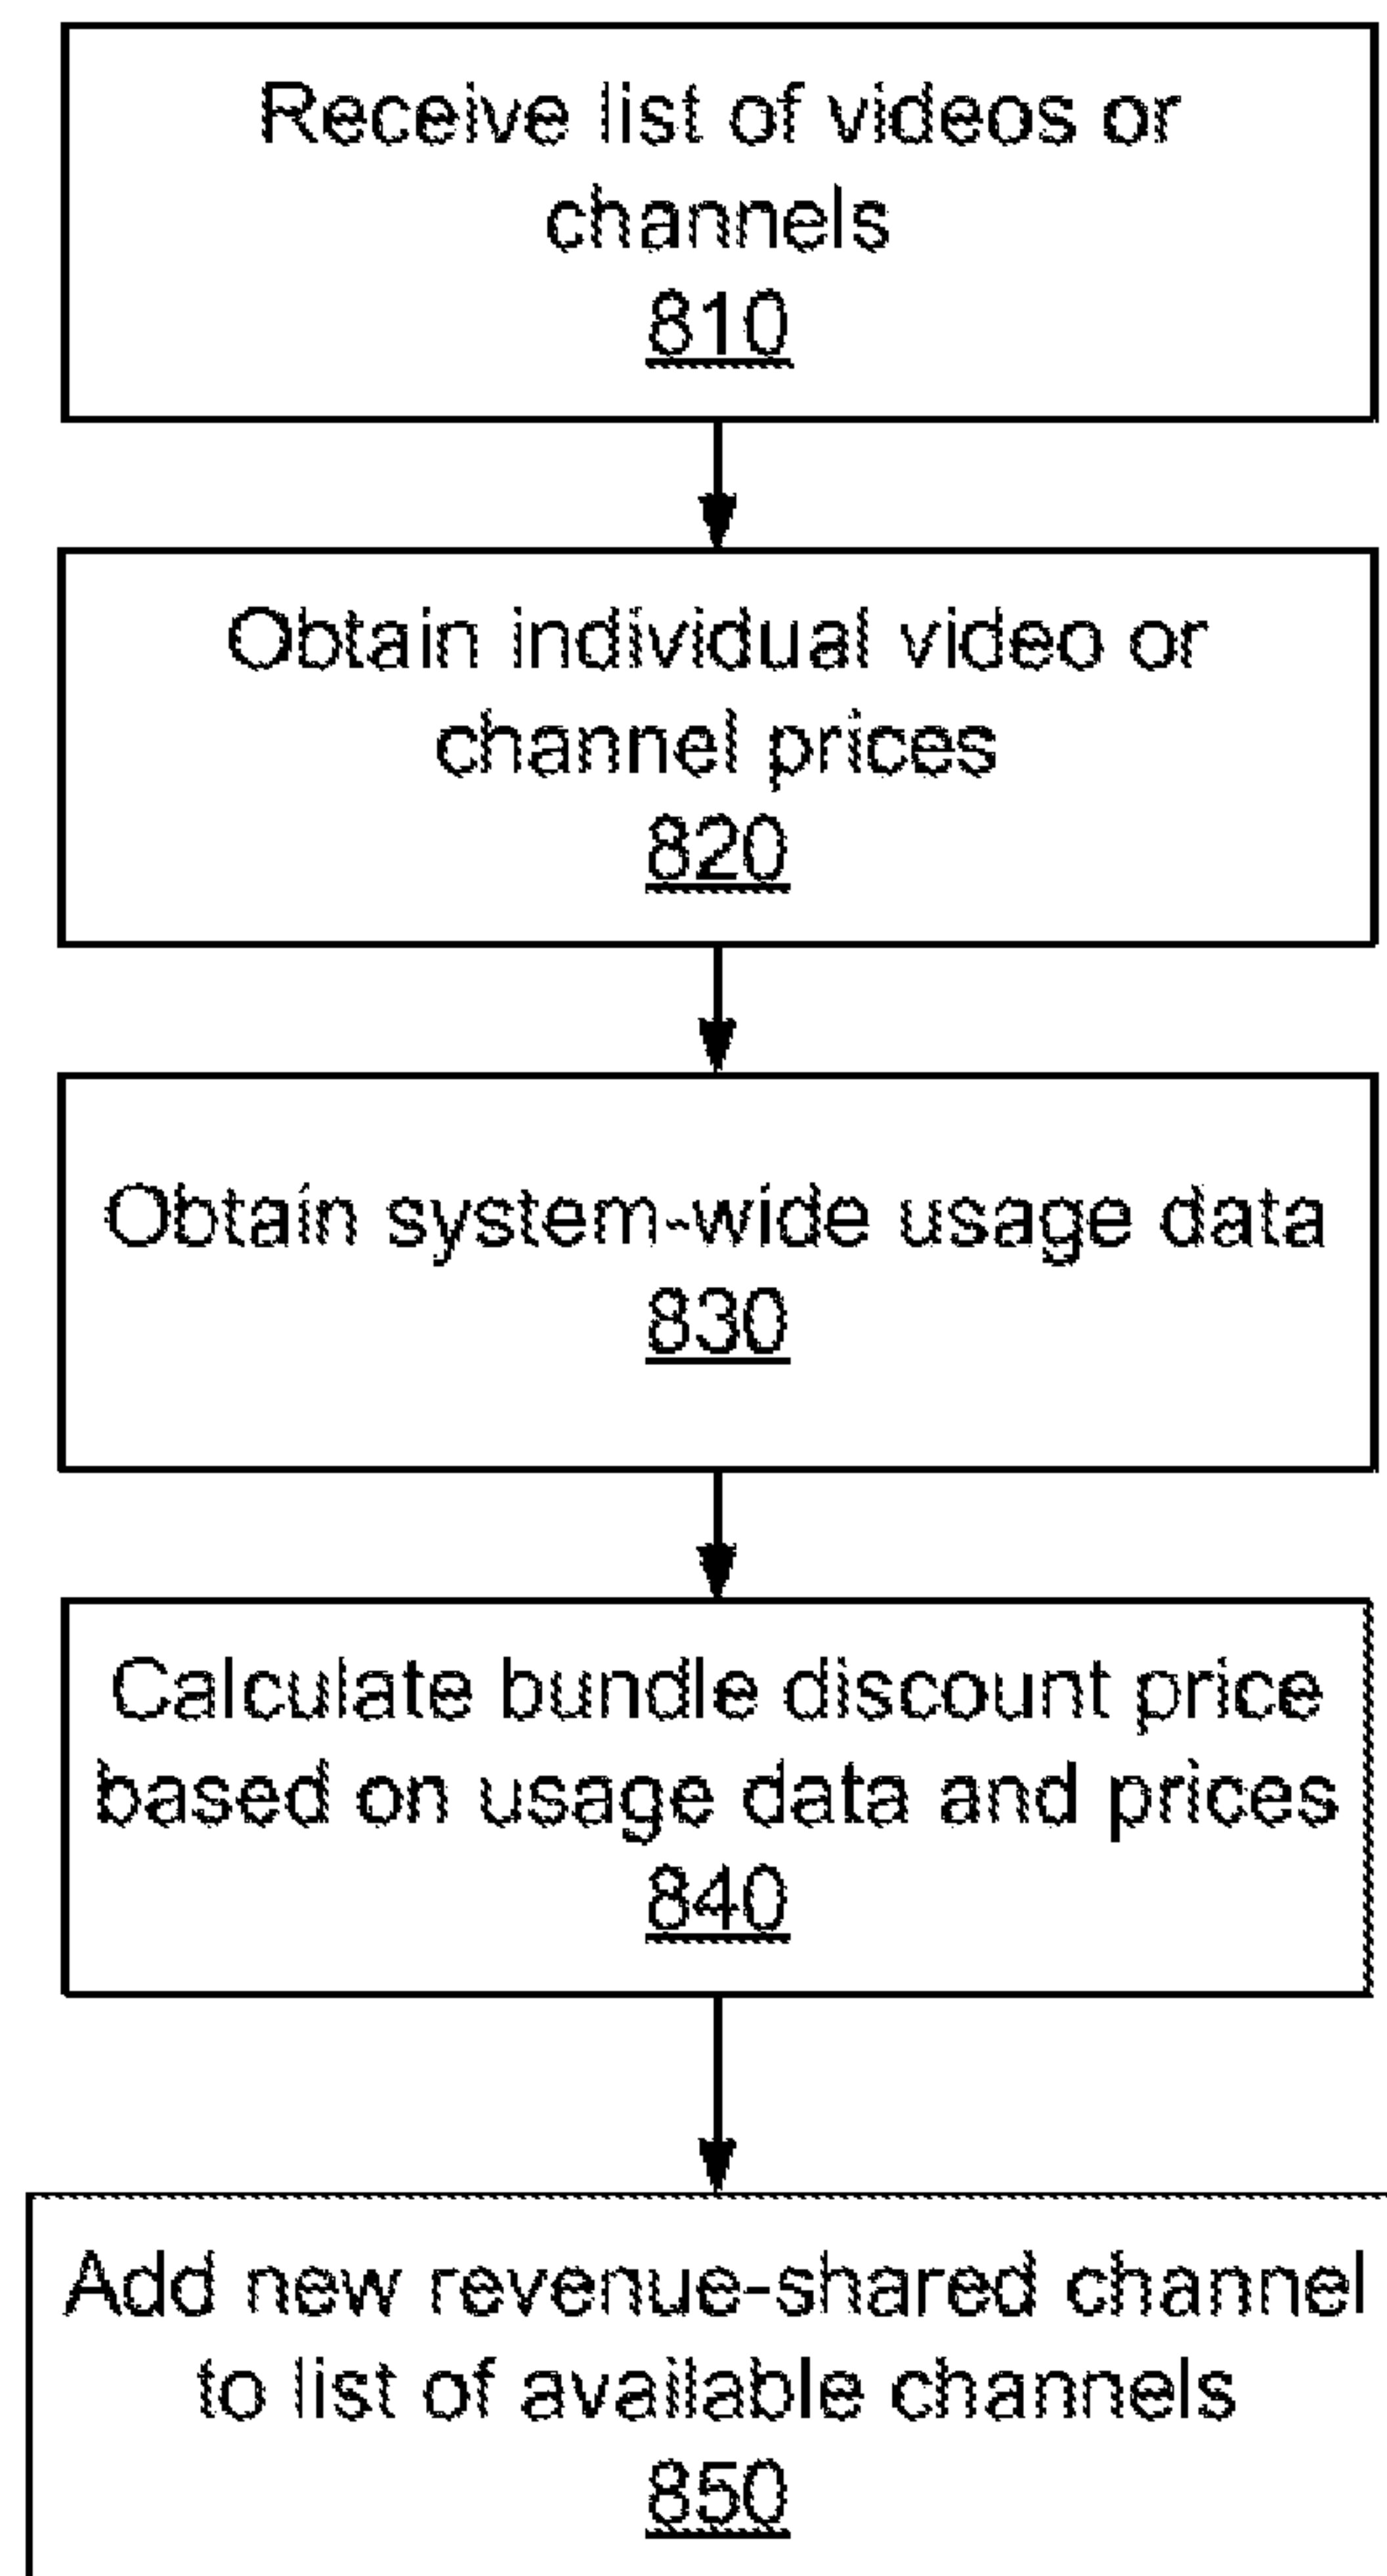 Receive list of videos or
channels
810
Obtain individual video or
channel prices
820
Obtain system-wide usage data
830
Calculate bundle discount price
based on usage data and prices
840
Add new revenue-shared channel
to list of available channels
850